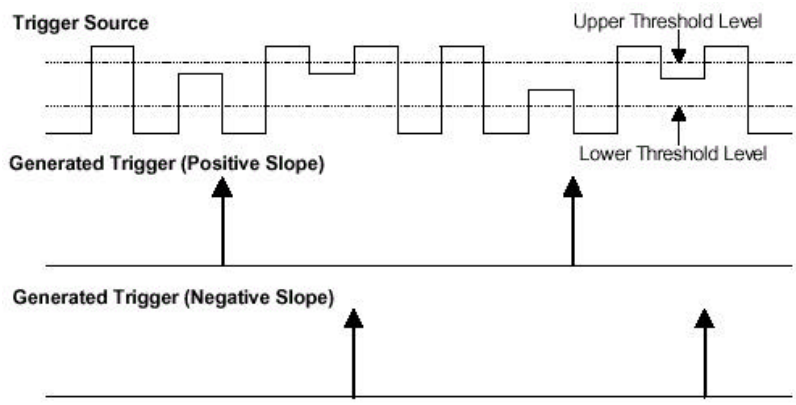 Trigger Source
Upper Threshold Level
Lower Threshold Level
Generated Trigger (Positive Slope)
Generated Trigger (Negative Slope)